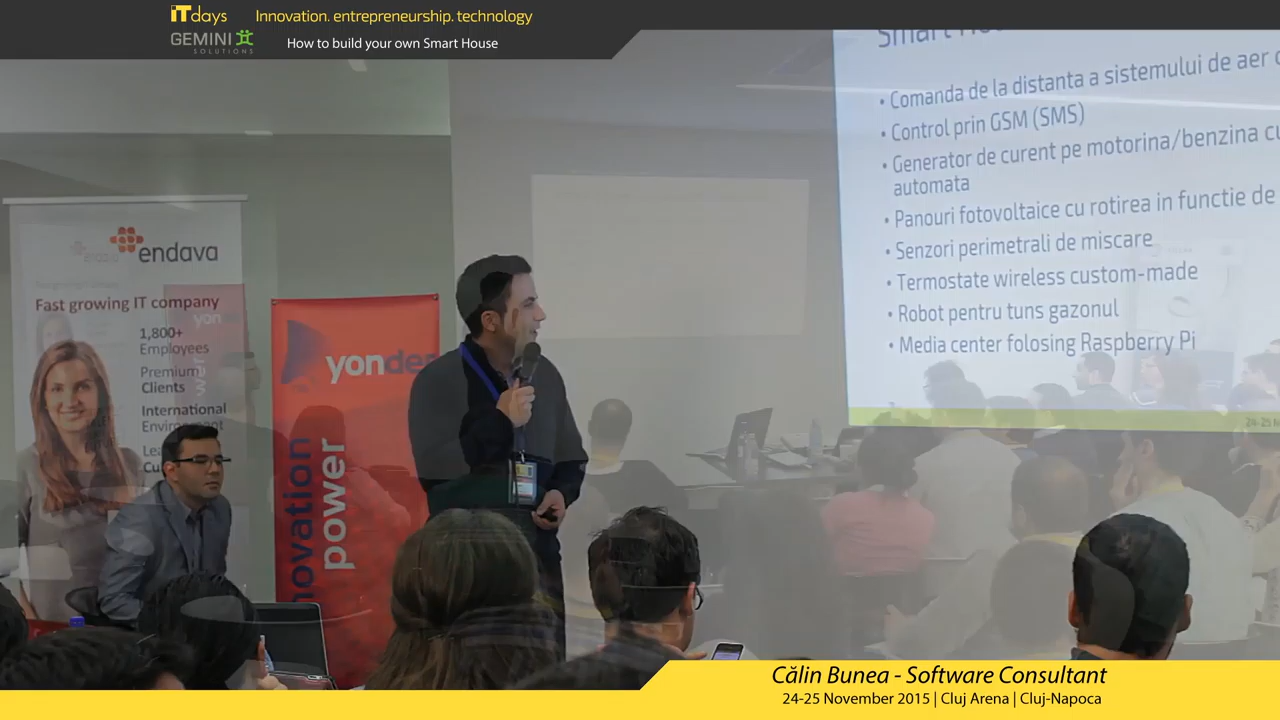 ITdays
Innovation. entrepreneurship. technology
GEMINI
SOLUTIONS
How to build your own Smart House
Smart
• Comanda de la distanta a sistemului de aer
• Control prin GSM (SMS)
• Generator de curent pe motorina/benzina
automata
• Panouri fotovoltaice cu rotirea in functie de
• Senzori perimetrali de miscare
• Termostate wireless custom-made
• Robot pentru tuns gazonul
• Media center folosing Raspberry Pi
endava
Fast growing IT company
1,800+
Employees
Premium
Clients
International
yonder
power
Călin Bunea - Software Consultant
24-25 November 2015 | Cluj Arena | Cluj-Napoca